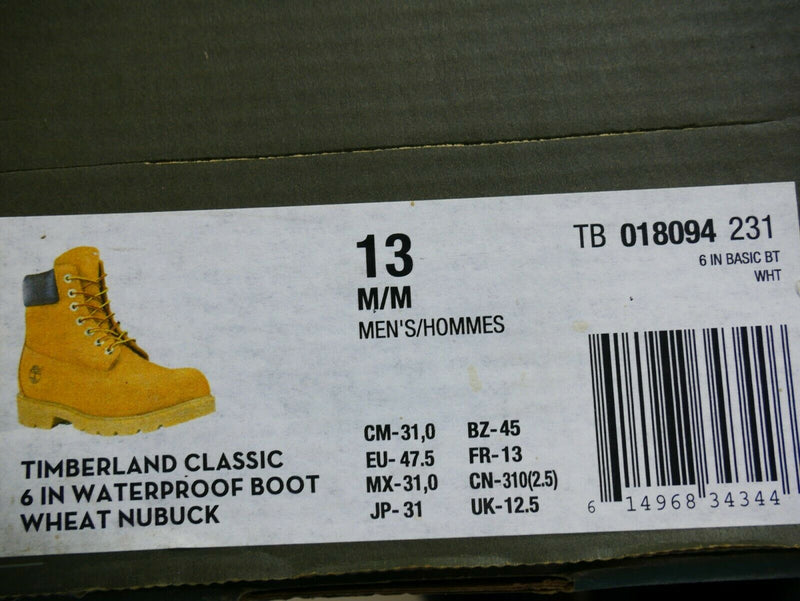 13
M/M
MEN'S/HOMMES
TB 018094 231
6 IN BASIC BT
WHT
CM-31,0 BZ-45
EU-47.5 FR-13
MX-31,0 CN-310(2.5)
JP-31 UK-12.5
TIMBERLAND CLASSIC
6 IN WATERPROOF BOOT
WHEAT NUBUCK
6 14968 34344